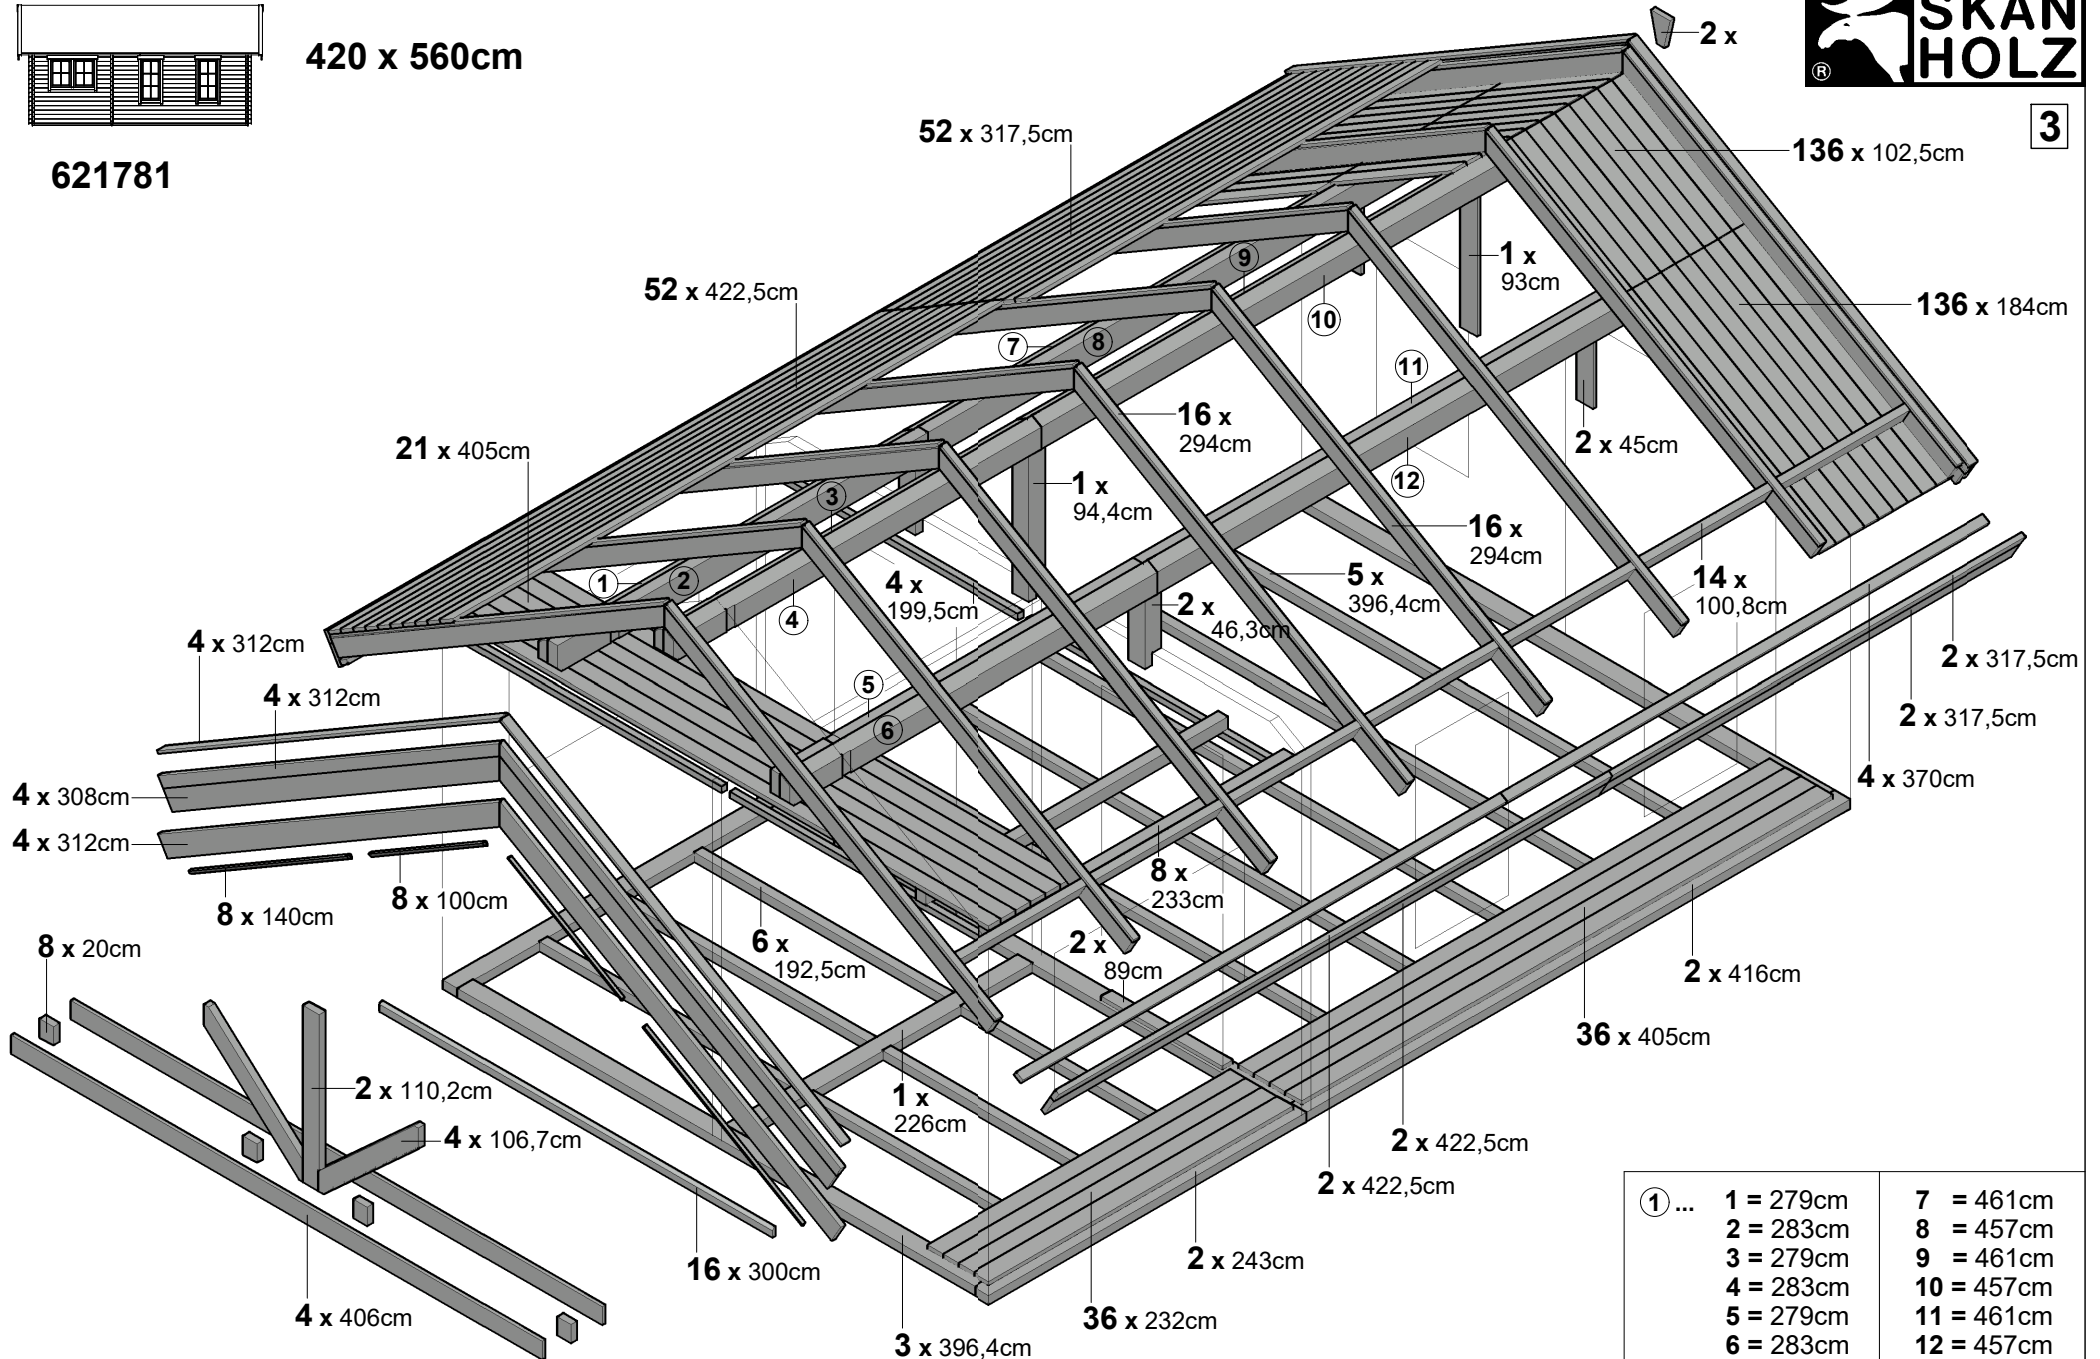 420 x 560cm
621781
SKAN
HOLZ
®
3
2 x
52 x 317,5cm
136 x 102,5cm
52 x 422,5cm
1 x
93cm
136 x 184cm
9
10
7
8
11
21 x 405cm
16 x
294cm
2 x 45cm
12
3
1 x
94,4cm
16 x
294cm
1
2
4
4 x
199,5cm
2 x
46,3cm
5 x
396,4cm
14 x
100,8cm
4 x 312cm
4 x 312cm
5
6
2 x 317,5cm
2 x 317,5cm
4 x 308cm
4 x 370cm
4 x 312cm
8 x 140cm
8 x 100cm
8 x
233cm
8 x 20cm
6 x
192,5cm
2 x
89cm
2 x 416cm
36 x 405cm
2 x 110,2cm
1 x
226cm
4 x 106,7cm
2 x 422,5cm
2 x 422,5cm
16 x 300cm
2 x 243cm
4 x 406cm
36 x 232cm
3 x 396,4cm
1 ... 1 = 279cm 7 = 461cm
2 = 283cm 8 = 457cm
3 = 279cm 9 = 461cm
4 = 283cm 10 = 457cm
5 = 279cm 11 = 461cm
6 = 283cm 12 = 457cm